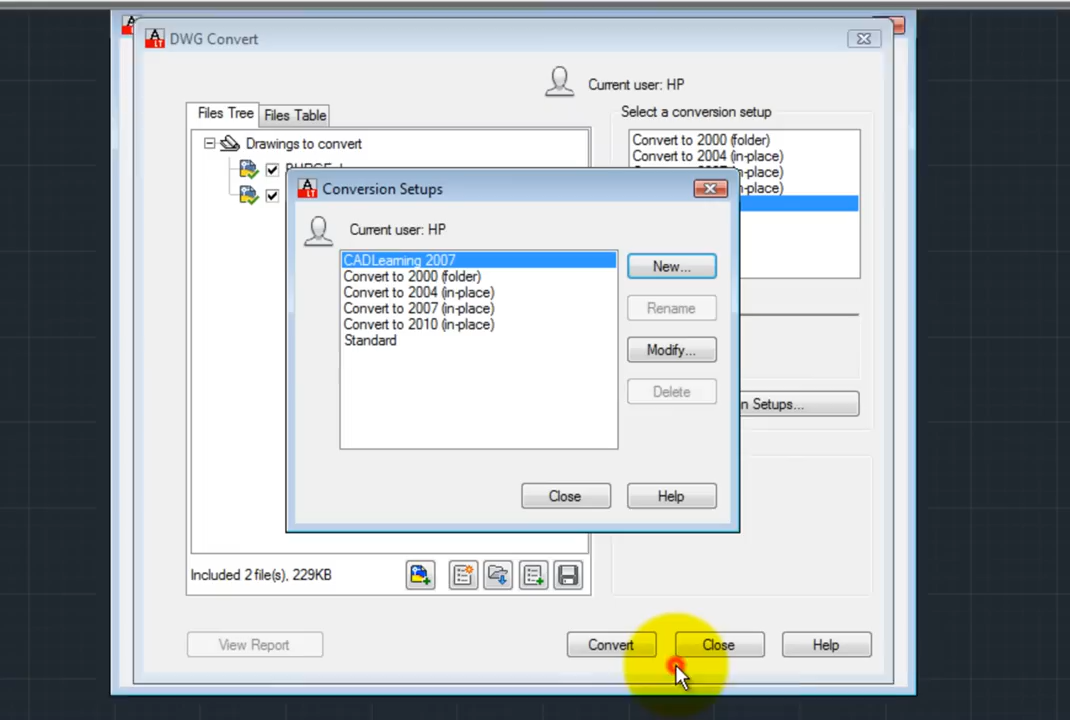 DWG Convert
Current user: HP
Files Tree
Files Table
Select a conversion setup
Drawings to convert
Convert to 2000 (folder)
Convert to 2004 (in-place)
(in-place)
(in-place)
Conversion Setups
Current user: HP
CADLearning 2007
Convert to 2000 (folder)
Convert to 2004 (in-place)
Convert to 2007 (in-place)
Convert to 2010 (in-place)
Standard
New...
Rename
Modify...
Delete
Close
Help
n Setups...
Included 2 file(s), 229KB
View Report
Convert
Close
Help